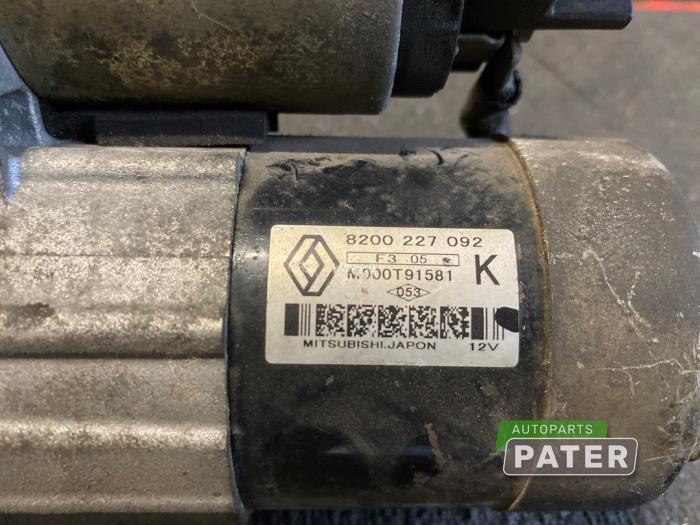 8200 227 092
F3 05
M000T91581
K
053
MITSUBISHI.JAPON 12V
AUTOPARTS
PATER